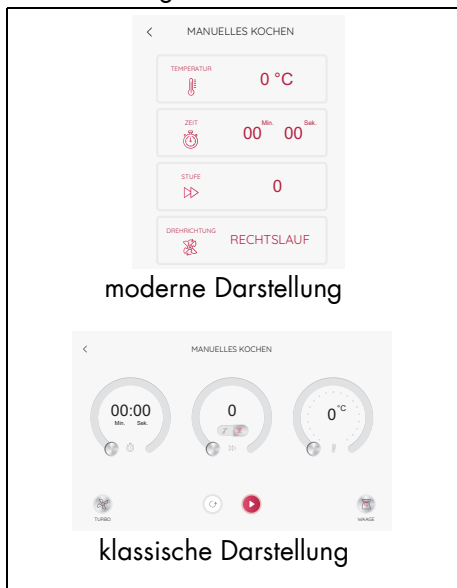 < MANUELLES KOCHEN
TEMPERATUR
0 °C
ZEIT
00 Min. 00 Sek.
STUFE
0
DREHRICHTUNG
RECHTSLAUF
moderne Darstellung
< MANUELLES KOCHEN
00:00
Min. Sek.
0
0 °C
TURBO
WAAGE
klassische Darstellung